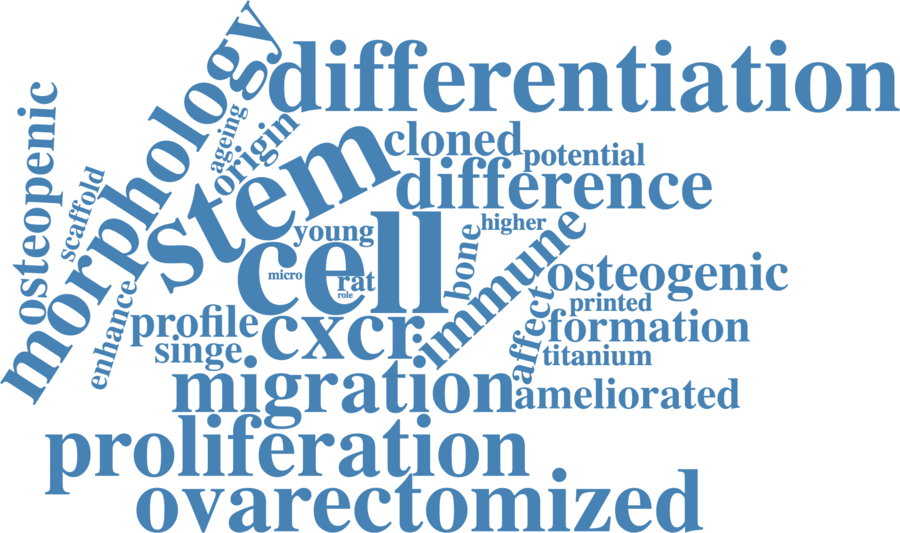 differentiation
morphology
osteopenic
scaffold
ageing
origin
stem
cloned
potential
difference
higher
young
cell
micro
rat
role
bone
immune
osteogenic
printed
enhance
profile
cxcr
affect
formation
singe
titanium
migration
ameliorated
proliferation
ovarectomized